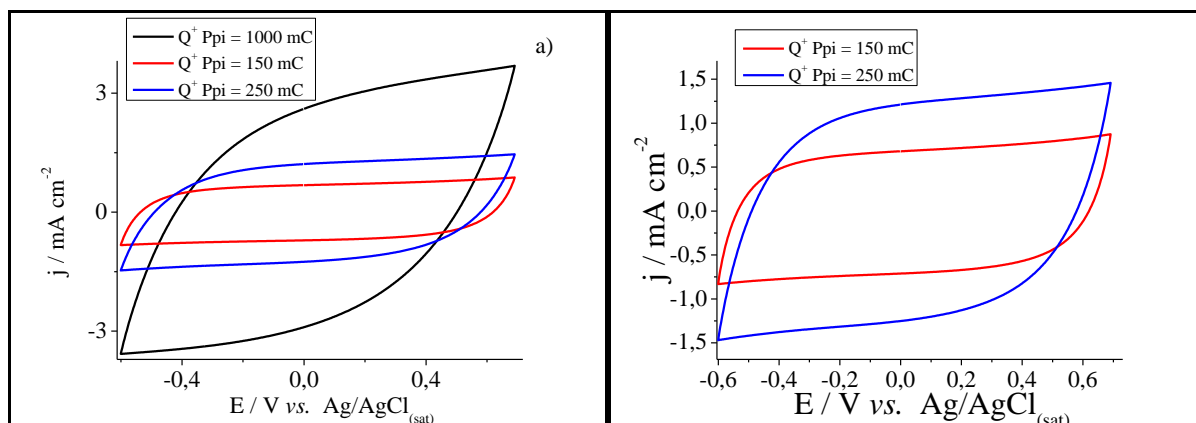 Q⁺ Ppi = 1000 mC
Q⁺ Ppi = 150 mC
Q⁺ Ppi = 250 mC
a)
3
0
-3
j / mA cm⁻²
-0,4 0,0 0,4
E / V vs. Ag/AgCl(sat)
Q⁺ Ppi = 150 mC
Q⁺ Ppi = 250 mC
1,5
1,0
0,5
0,0
-0,5
-1,0
-1,5
j / mA cm⁻²
-0,6 -0,4 -0,2 0,0 0,2 0,4 0,6
E / V vs. Ag/AgCl(sat)